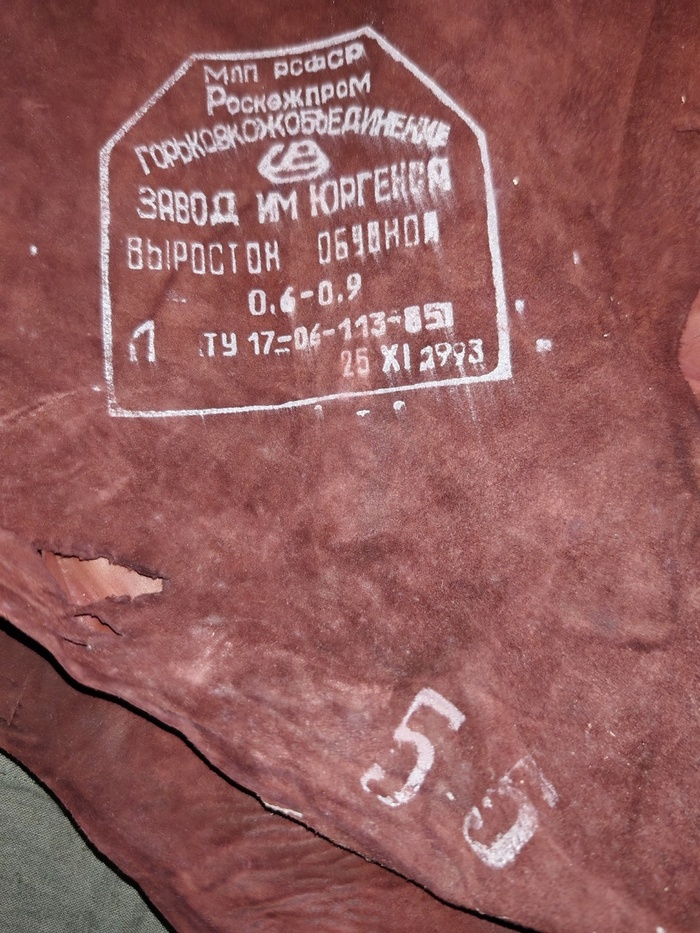 МЛП РСФСР
Роскожпром
ГОРЬКОВКОЖОБЪЕДИНЕНИЕ
ЗАВОД ИМ ЮРГЕНСА
ВЫРОСТОК ОБУВНОЙ
0.6-0.9
Л ТУ 17=06-113-85
25 XI 1993
55